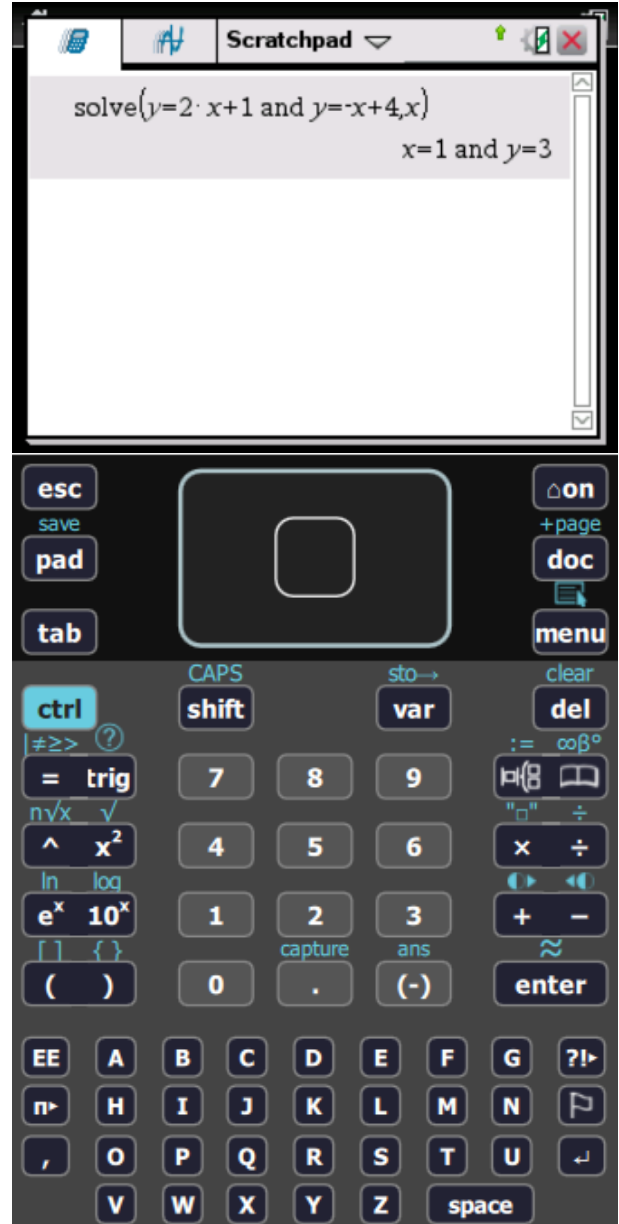 Scratchpad
solve(y=2·x+1 and y=-x+4,x)
x=1 and y=3
esc
⌂on
save
+page
pad
doc
tab
menu
CAPS
sto→
clear
ctrl
shift
var
del
|≠≥>
?
:=
∞β°
=
trig
7
8
9
n√x
√
"□"
÷
^
x²
4
5
6
×
÷
ln
log
eˣ
10ˣ
1
2
3
+
−
[ ]
{ }
capture
ans
≈
(
)
0
.
(-)
enter
EE
A
B
C
D
E
F
G
?!▸
π▸
H
I
J
K
L
M
N
,
O
P
Q
R
S
T
U
↵
V
W
X
Y
Z
space